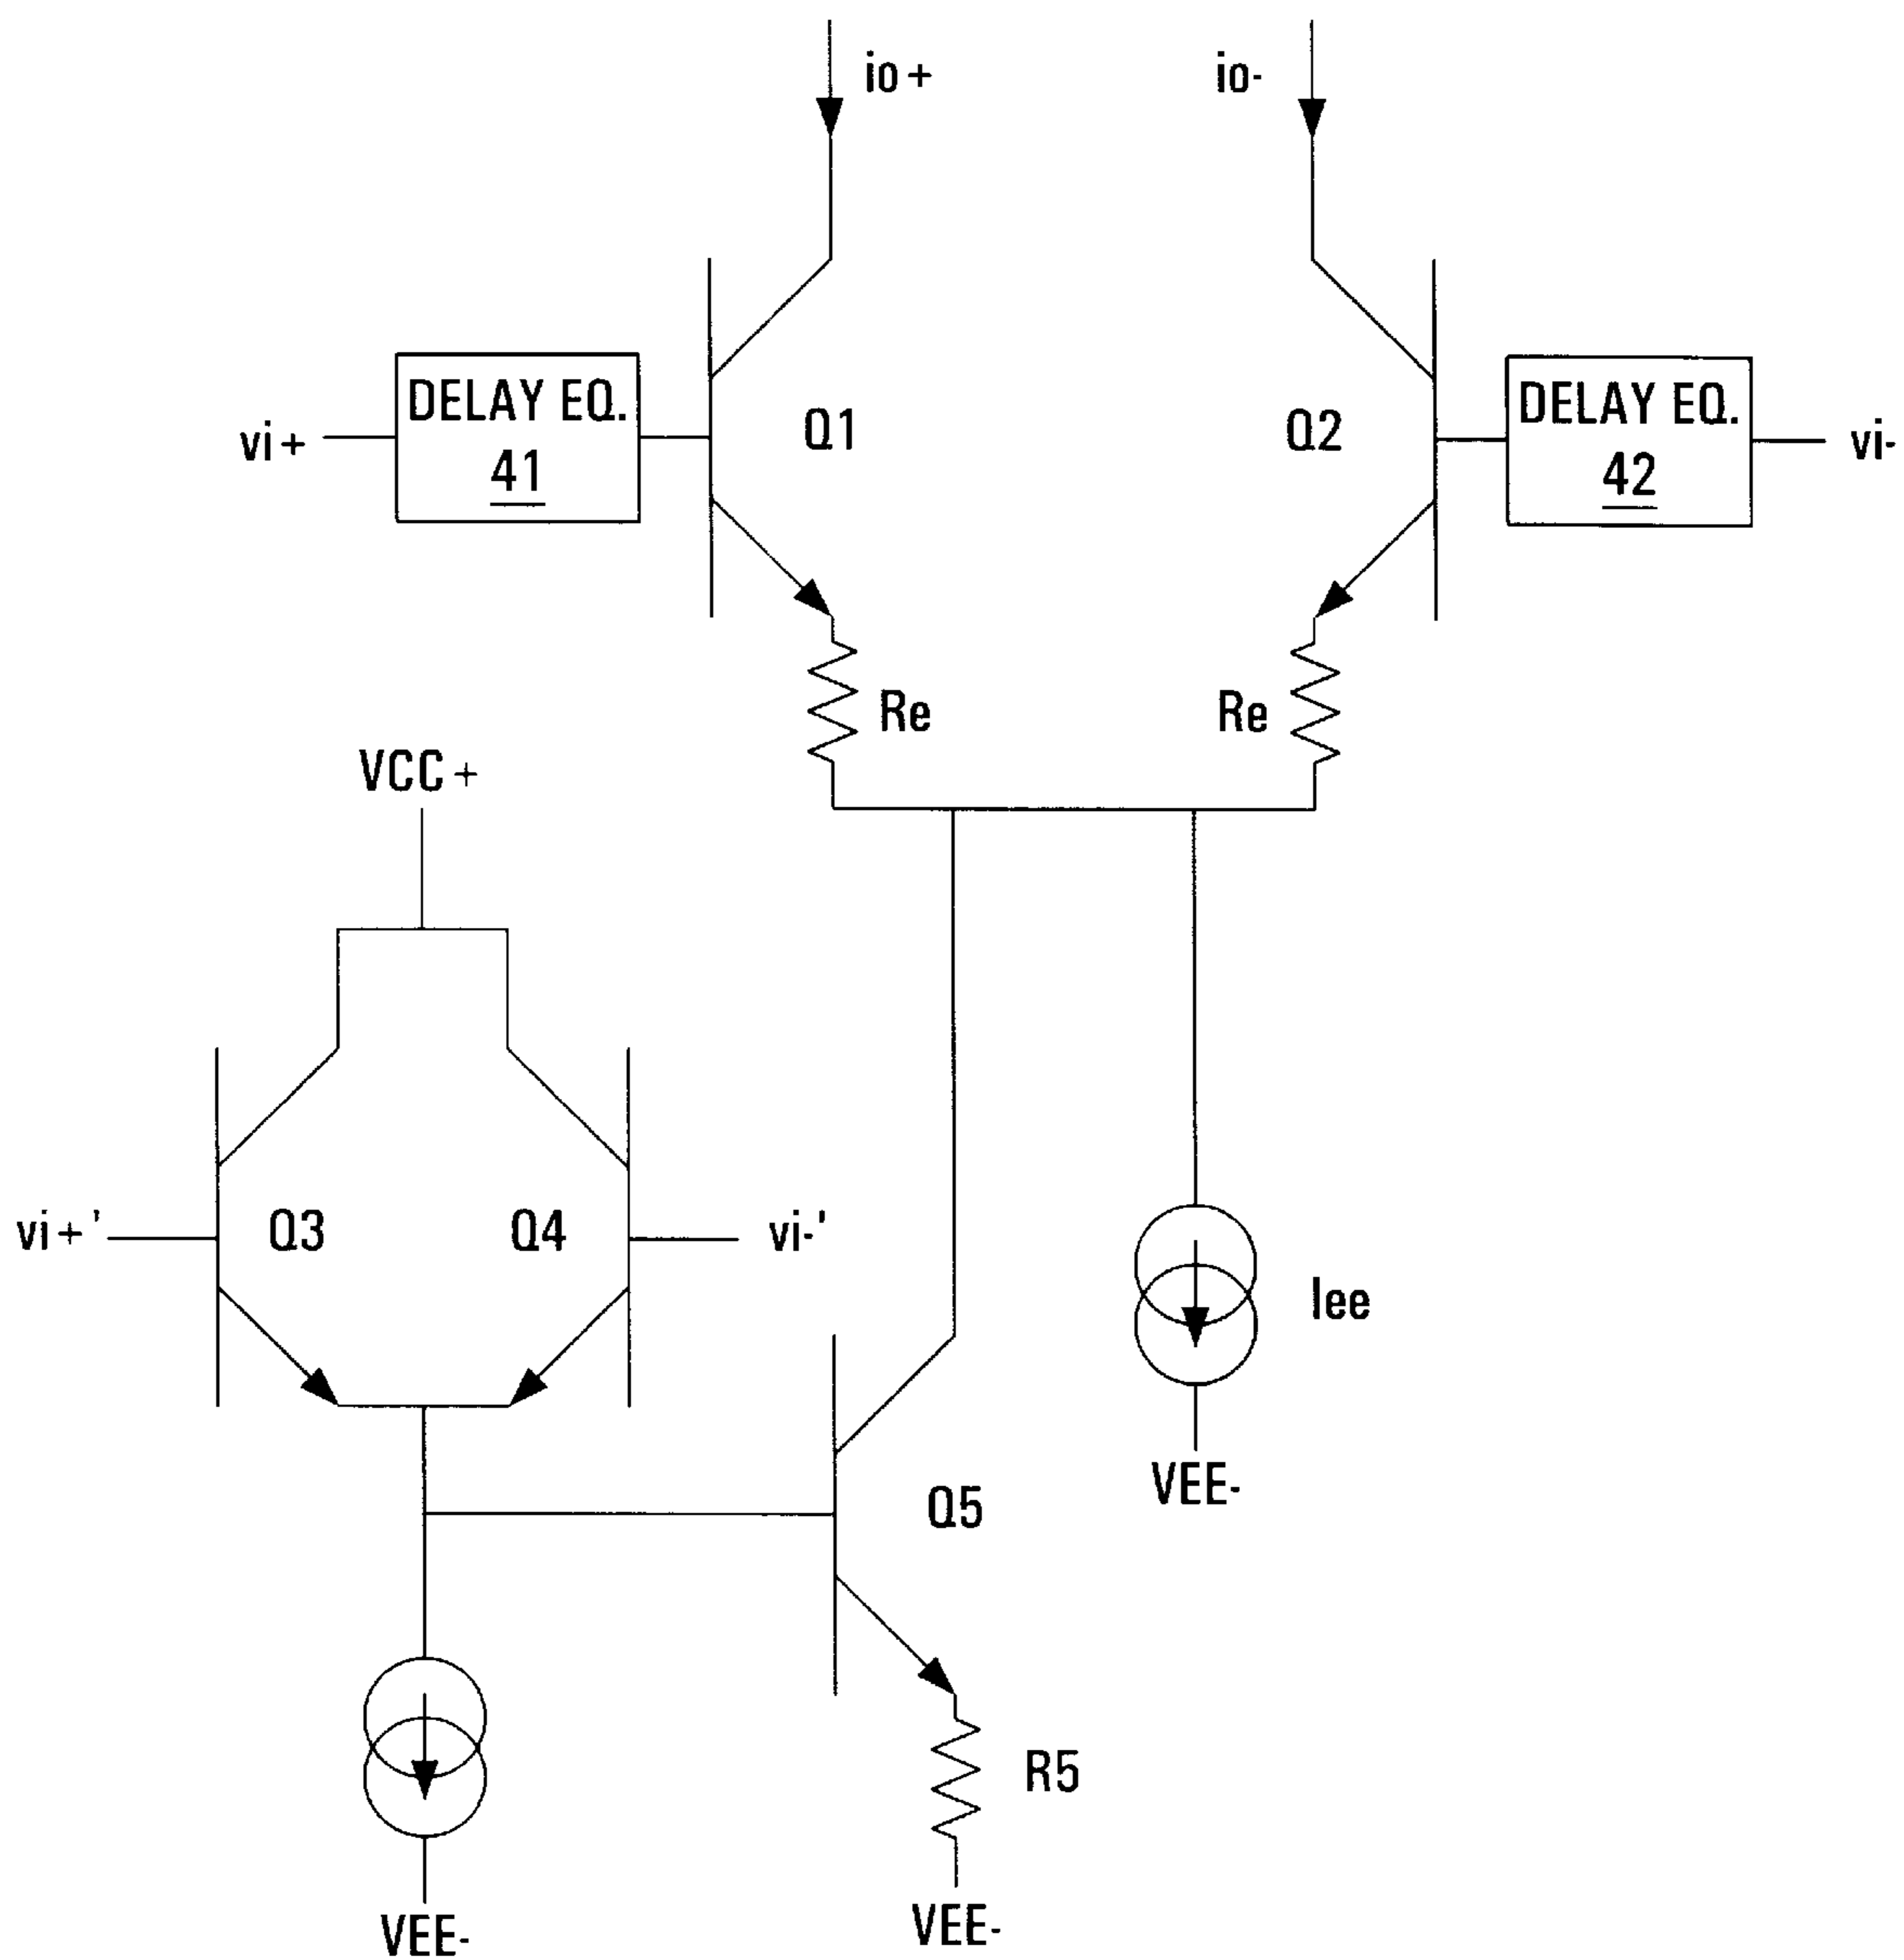 io+ io-
DELAY EQ. DELAY EQ.
vi+ 41 Q1 Q2 42 vi-
Re Re
VCC+
vi+' Q3 Q4 vi-'
Iee
VEE-
Q5
R5
VEE- VEE-